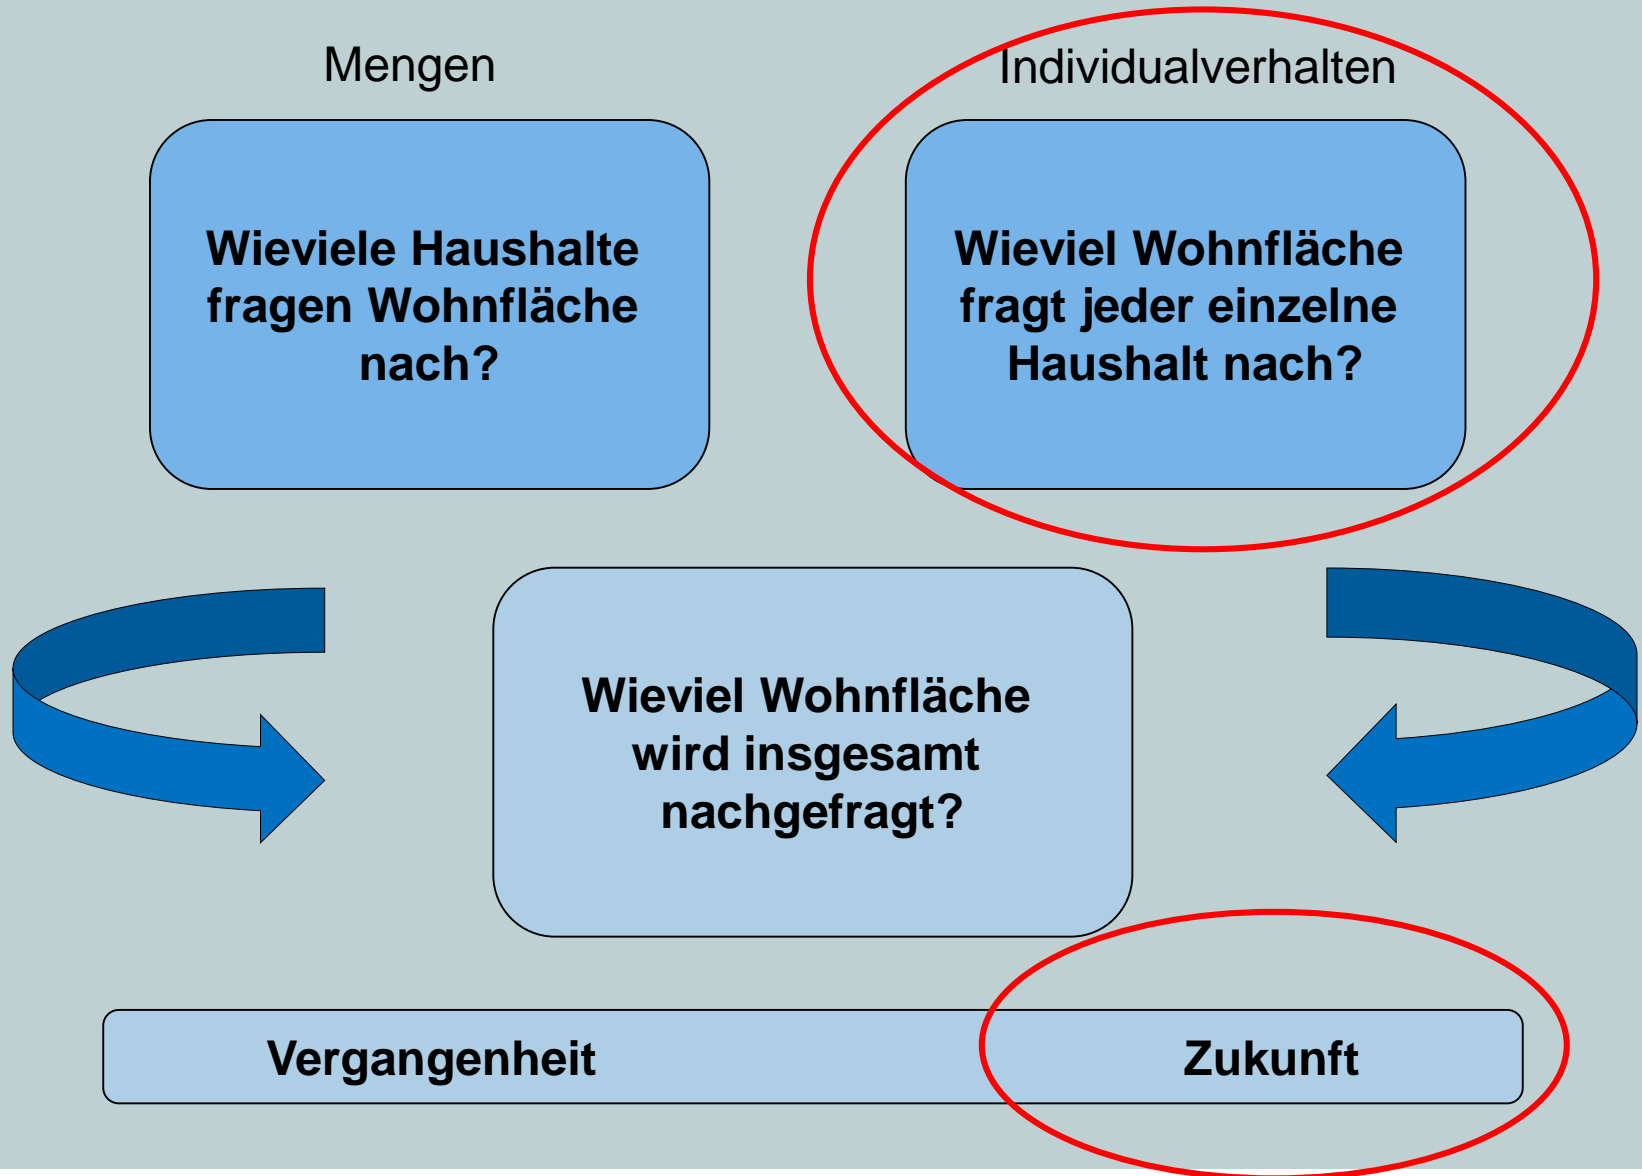 Mengen
Individualverhalten
Wieviele Haushalte
fragen Wohnfläche
nach?
Wieviel Wohnfläche
fragt jeder einzelne
Haushalt nach?
Wieviel Wohnfläche
wird insgesamt
nachgefragt?
Vergangenheit
Zukunft